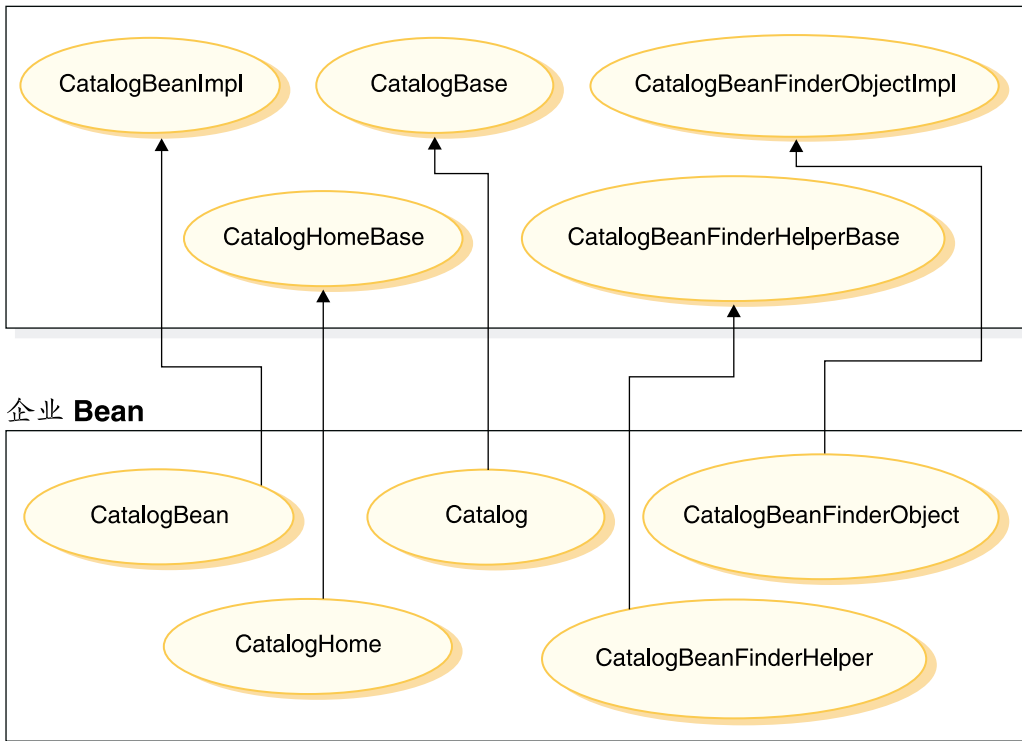 CatalogBeanImpl
CatalogBase
CatalogBeanFinderObjectImpl
CatalogHomeBase
CatalogBeanFinderHelperBase
企业 Bean
CatalogBean
Catalog
CatalogBeanFinderObject
CatalogHome
CatalogBeanFinderHelper